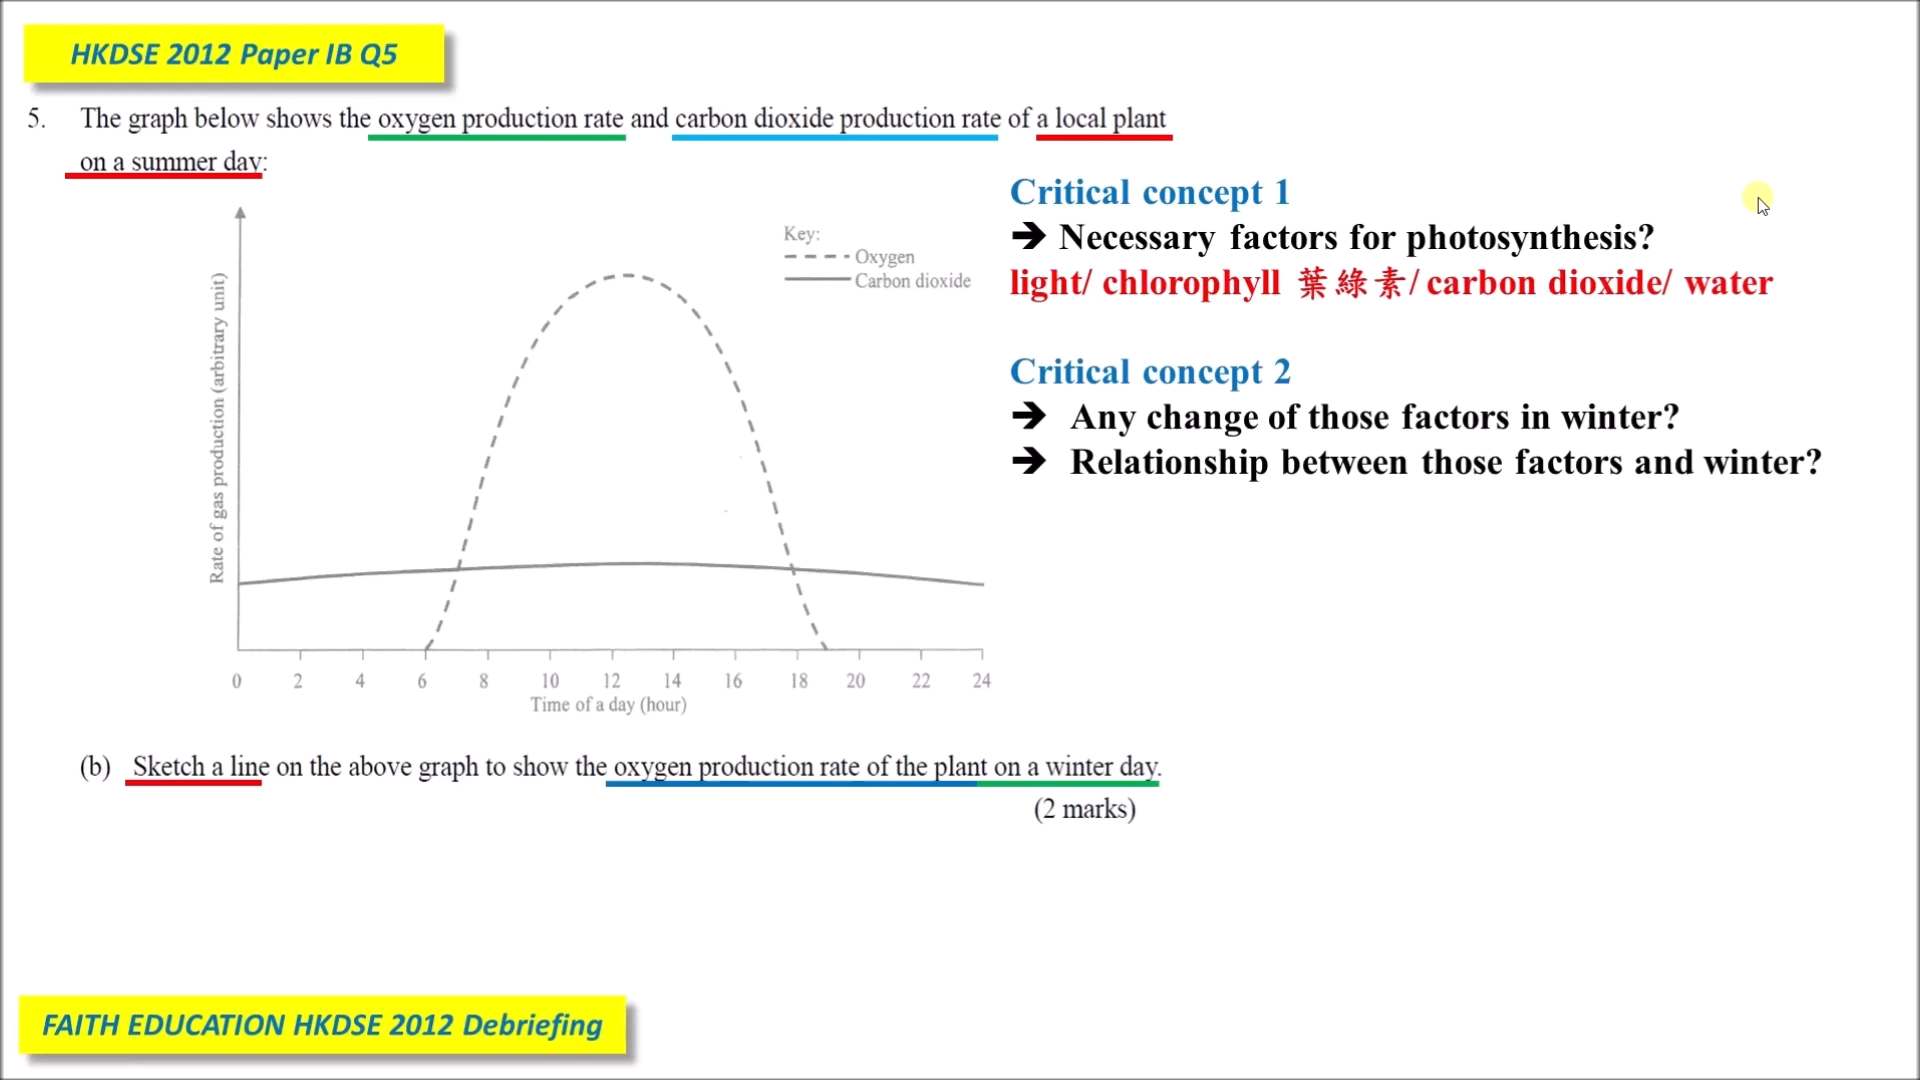 HKDSE 2012 Paper IB Q5
5. The graph below shows the oxygen production rate and carbon dioxide production rate of a local plant
on a summer day:
Critical concept 1
➔ Necessary factors for photosynthesis?
light/ chlorophyll 葉綠素/ carbon dioxide/ water
Critical concept 2
➔ Any change of those factors in winter?
➔ Relationship between those factors and winter?
Key:
Oxygen
Carbon dioxide
Rate of gas production (arbitrary unit)
0 2 4 6 8 10 12 14 16 18 20 22 24
Time of a day (hour)
(b) Sketch a line on the above graph to show the oxygen production rate of the plant on a winter day.
(2 marks)
FAITH EDUCATION HKDSE 2012 Debriefing